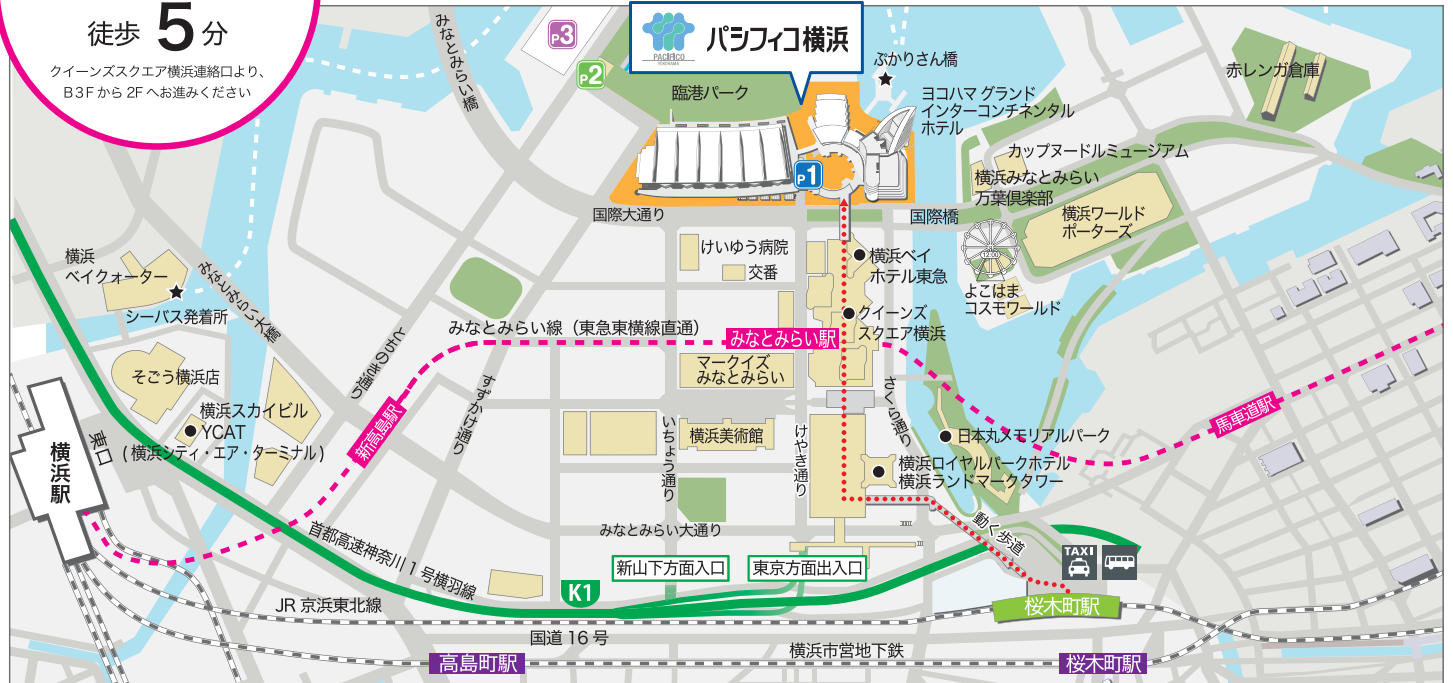 徒歩 5 分
クイーンズスクエア横浜連絡口より、
B3Fから2Fへお進みください
みなとみらい橋
P3
P2
臨港パーク
PACIFICO
YOKOHAMA
パシフィコ横浜
ぷかりさん橋
ヨコハマ グランド
インターコンチネンタル
ホテル
赤レンガ倉庫
カップヌードルミュージアム
横浜みなとみらい
万葉倶楽部
P1
国際大通り
国際橋
横浜ワールド
ポーターズ
12:00
よこはま
コスモワールド
けいゆう病院
交番
横浜ベイ
ホテル東急
クイーンズ
スクエア横浜
横浜
ベイクォーター
シーバス発着所
みなとみらい大橋
みなとみらい線（東急東横線直通）
みなとみらい駅
マークイズ
みなとみらい
とちのき通り
すずかけ通り
さくら通り
そごう横浜店
横浜スカイビル
YCAT
(横浜シティ・エア・ターミナル)
横浜駅
東口
新高島駅
いちょう通り
横浜美術館
けやき通り
日本丸メモリアルパーク
横浜ロイヤルパークホテル
横浜ランドマークタワー
馬車道駅
みなとみらい大通り
動く歩道
首都高速神奈川1号横羽線
新山下方面入口
東京方面出入口
TAXI
K1
桜木町駅
JR京浜東北線
国道16号
横浜市営地下鉄
高島町駅
桜木町駅